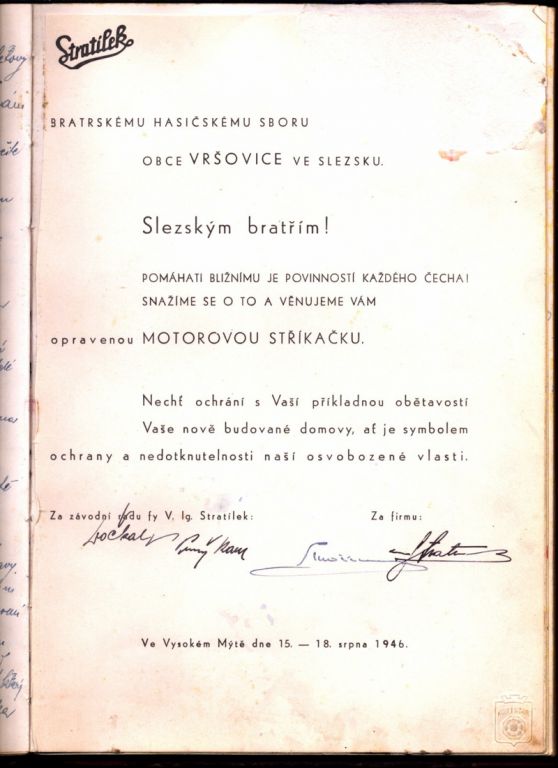 Stratílek
BRATRSKÉMU HASIČSKÉMU SBORU
OBCE VRŠOVICE VE SLEZSKU.
Slezským bratřím!
POMÁHATI BLIŽNÍMU JE POVINNOSTÍ KAŽDÉHO ČECHA!
SNAŽÍME SE O TO A VĚNUJEME VÁM
opravenou MOTOROVOU STŘÍKAČKU.
Nechť ochrání s Vaší příkladnou obětavostí
Vaše nově budované domovy, ať je symbolem
ochrany a nedotknutelnosti naší osvobozené vlasti.
Za závodní radu fy V. Ig. Stratílek: Za firmu:
Ve Vysokém Mýtě dne 15. — 18. srpna 1946.